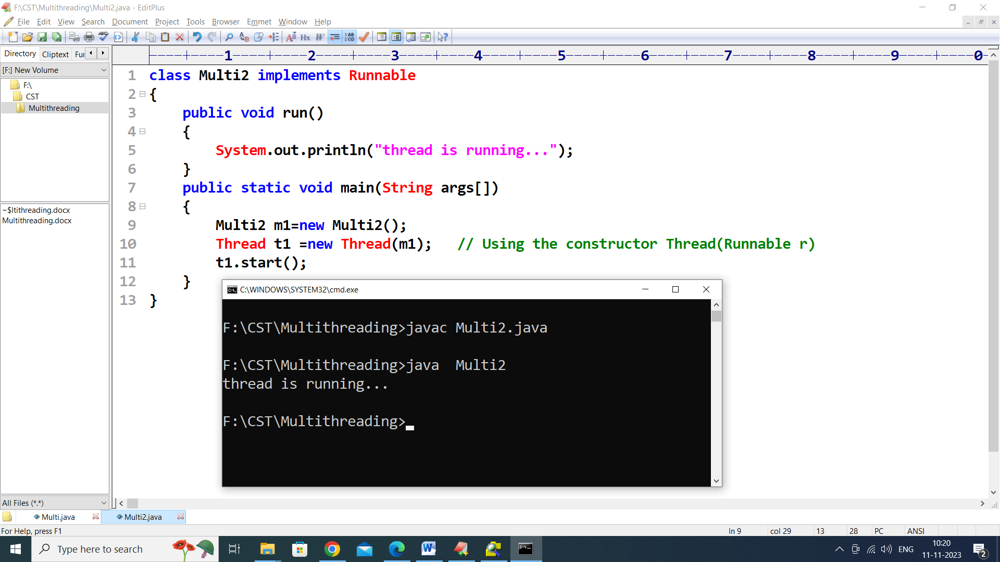 F:\CST\Multithreading\Multi2.java - EditPlus
File Edit View Search Document Project Tools Browser Emmet Window Help
Directory Cliptext Fur
[F:] New Volume
F:\
CST
Multithreading
~$ltithreading.docx
Multithreading.docx
All Files (*.*)
----+----1----+----2----+----3----+----4----+----5----+----6----+----7----+----8----+----9----+----0-
1 class Multi2 implements Runnable
2 {
3 public void run()
4 {
5 System.out.println("thread is running...");
6 }
7 public static void main(String args[])
8 {
9 Multi2 m1=new Multi2();
10 Thread t1 =new Thread(m1); // Using the constructor Thread(Runnable r)
11 t1.start();
12 }
13 }
C:\WINDOWS\SYSTEM32\cmd.exe
F:\CST\Multithreading>javac Multi2.java
F:\CST\Multithreading>java  Multi2
thread is running...
F:\CST\Multithreading>
Multi.java Multi2.java
For Help, press F1 ln 9 col 29 13 28 PC ANSI
Type here to search
ENG
10:20
11-11-2023
2